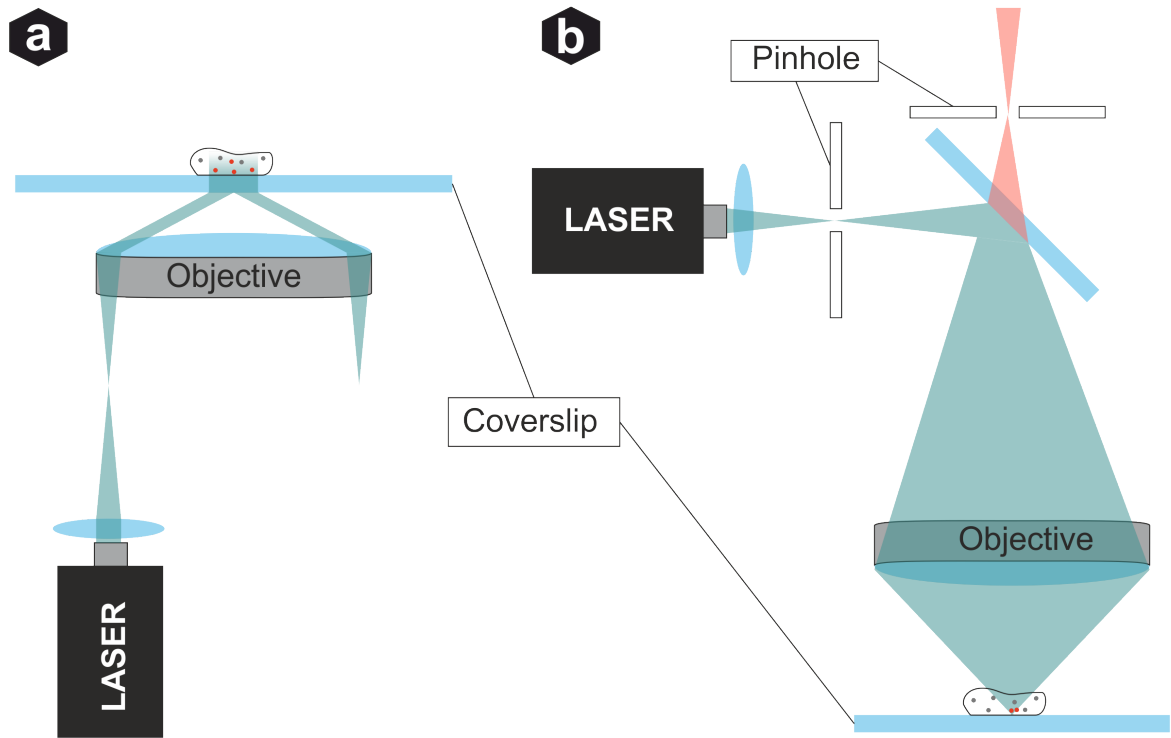 a
b
Pinhole
LASER
Objective
Coverslip
Objective
LASER